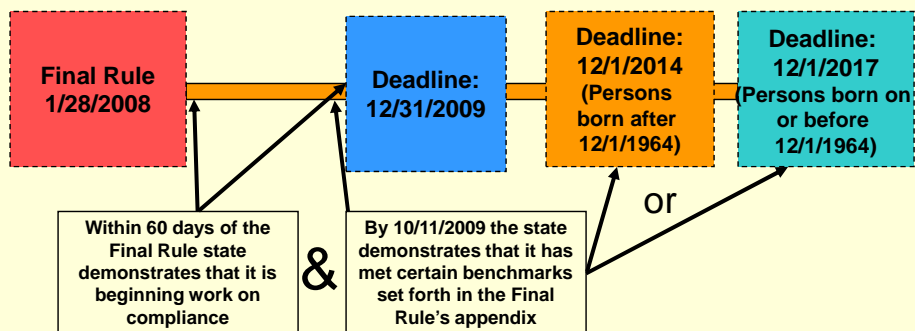 Final Rule
1/28/2008
Deadline:
12/31/2009
Deadline:
12/1/2014
(Persons
born after
12/1/1964)
Deadline:
12/1/2017
(Persons born on
or before
12/1/1964)
Within 60 days of the
Final Rule state
demonstrates that it is
beginning work on
compliance
&
By 10/11/2009 the state
demonstrates that it has
met certain benchmarks
set forth in the Final
Rule’s appendix
or